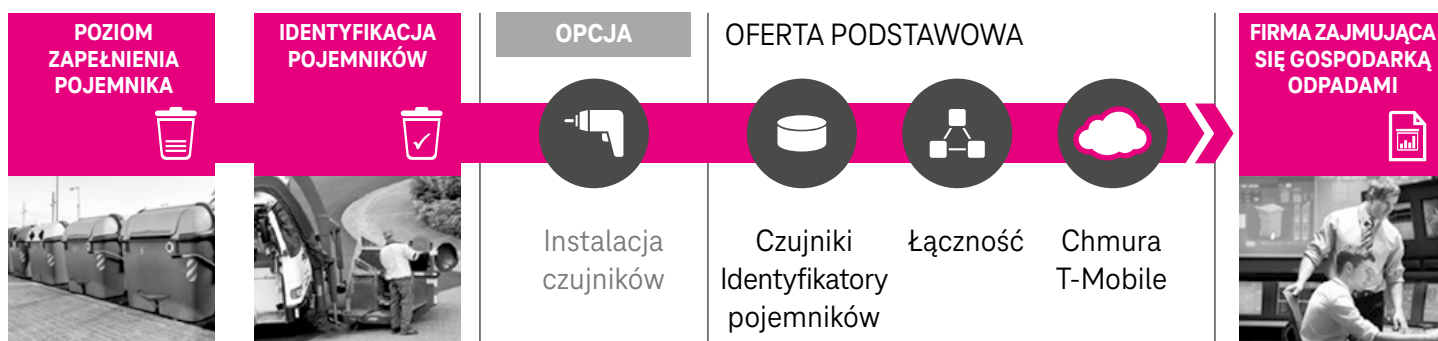 POZIOM
ZAPEŁNIENIA
POJEMNIKA
IDENTYFIKACJA
POJEMNIKÓW
OPCJA
Instalacja
czujników
OFERTA PODSTAWOWA
Czujniki
Identyfikatory
pojemników
Łączność
Chmura
T-Mobile
FIRMA ZAJMUJĄCA
SIĘ GOSPODARKĄ
ODPADAMI